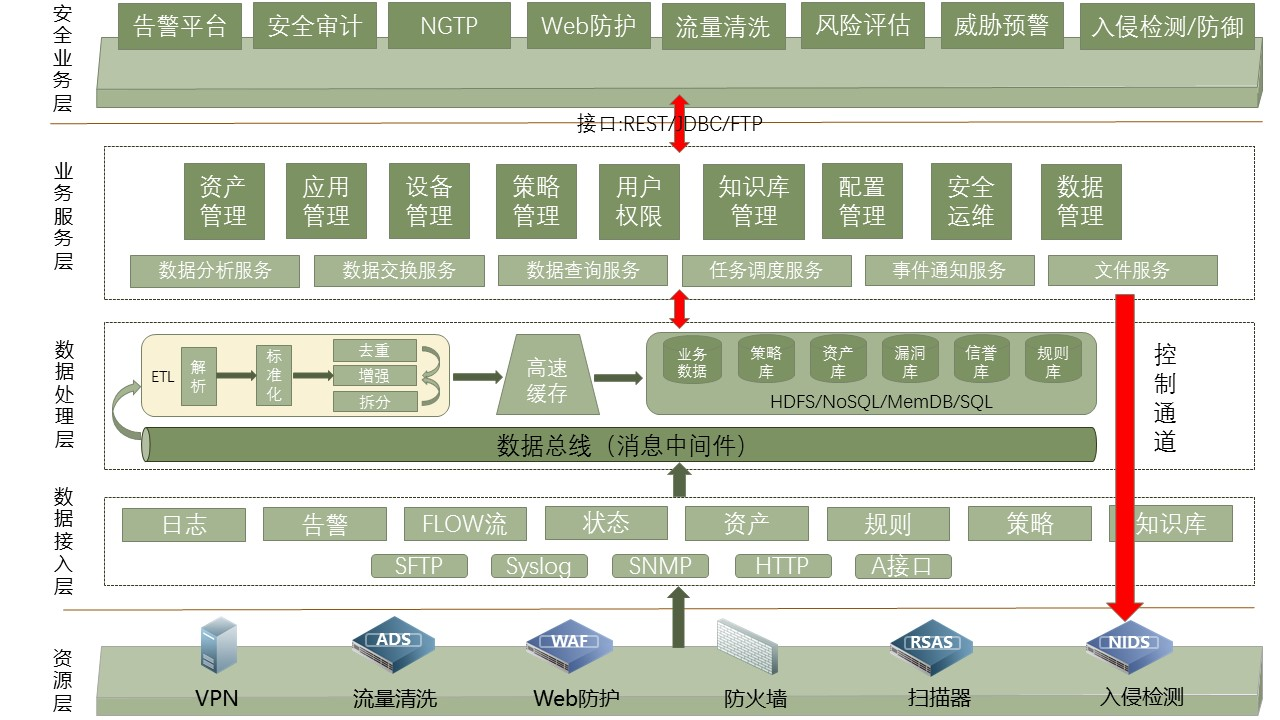 安全业务层
告警平台
安全审计
NGTP
Web防护
流量清洗
风险评估
威胁预警
入侵检测/防御
接口:REST/JDBC/FTP
业务服务层
资产
管理
应用
管理
设备
管理
策略
管理
用户
权限
知识库
管理
配置
管理
安全
运维
数据
管理
数据分析服务
数据交换服务
数据查询服务
任务调度服务
事件通知服务
文件服务
数据处理层
ETL
解析
标准化
去重
增强
拆分
高速
缓存
业务
数据
策略
库
资产
库
漏洞
库
信誉
库
规则
库
HDFS/NoSQL/MemDB/SQL
控制通道
数据总线（消息中间件）
数据接入层
日志
告警
FLOW流
状态
资产
规则
策略
知识库
SFTP
Syslog
SNMP
HTTP
A接口
资源层
ADS
WAF
RSAS
NIDS
VPN
流量清洗
Web防护
防火墙
扫描器
入侵检测